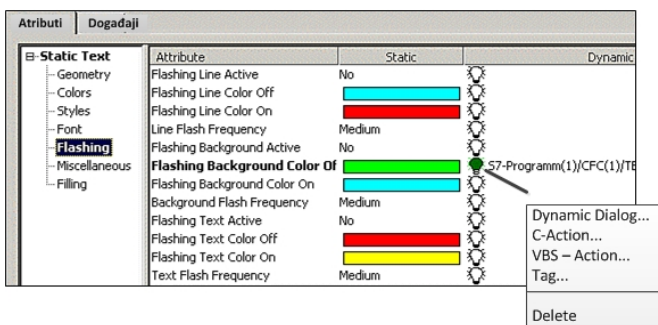 Atributi Događaji
Static Text
Geometry
Colors
Styles
Font
Flashing
Miscellaneous
Filling
Attribute Static Dynamic
Flashing Line Active No
Flashing Line Color Off
Flashing Line Color On
Line Flash Frequency Medium
Flashing Background Active No
Flashing Background Color Of S7-Programm(1)/CFC(1)/TE
Flashing Background Color On
Background Flash Frequency Medium
Flashing Text Active No
Flashing Text Color Off
Flashing Text Color On
Text Flash Frequency Medium
Dynamic Dialog...
C-Action...
VBS – Action...
Tag...
Delete